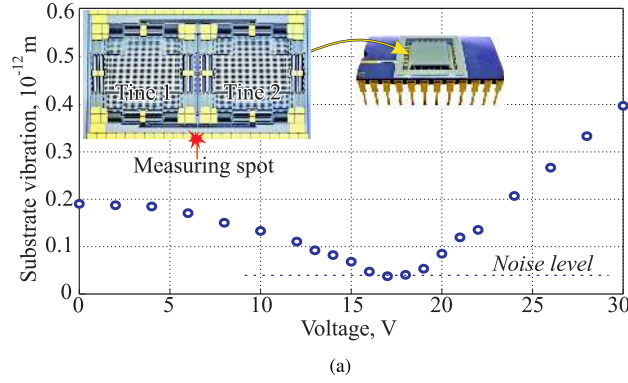 0.6
0.5
0.4
0.3
0.2
0.1
0
Substrate vibration, 10⁻¹² m
Tine 1
Tine 2
Measuring spot
Noise level
0 5 10 15 20 25 30
Voltage, V
(a)